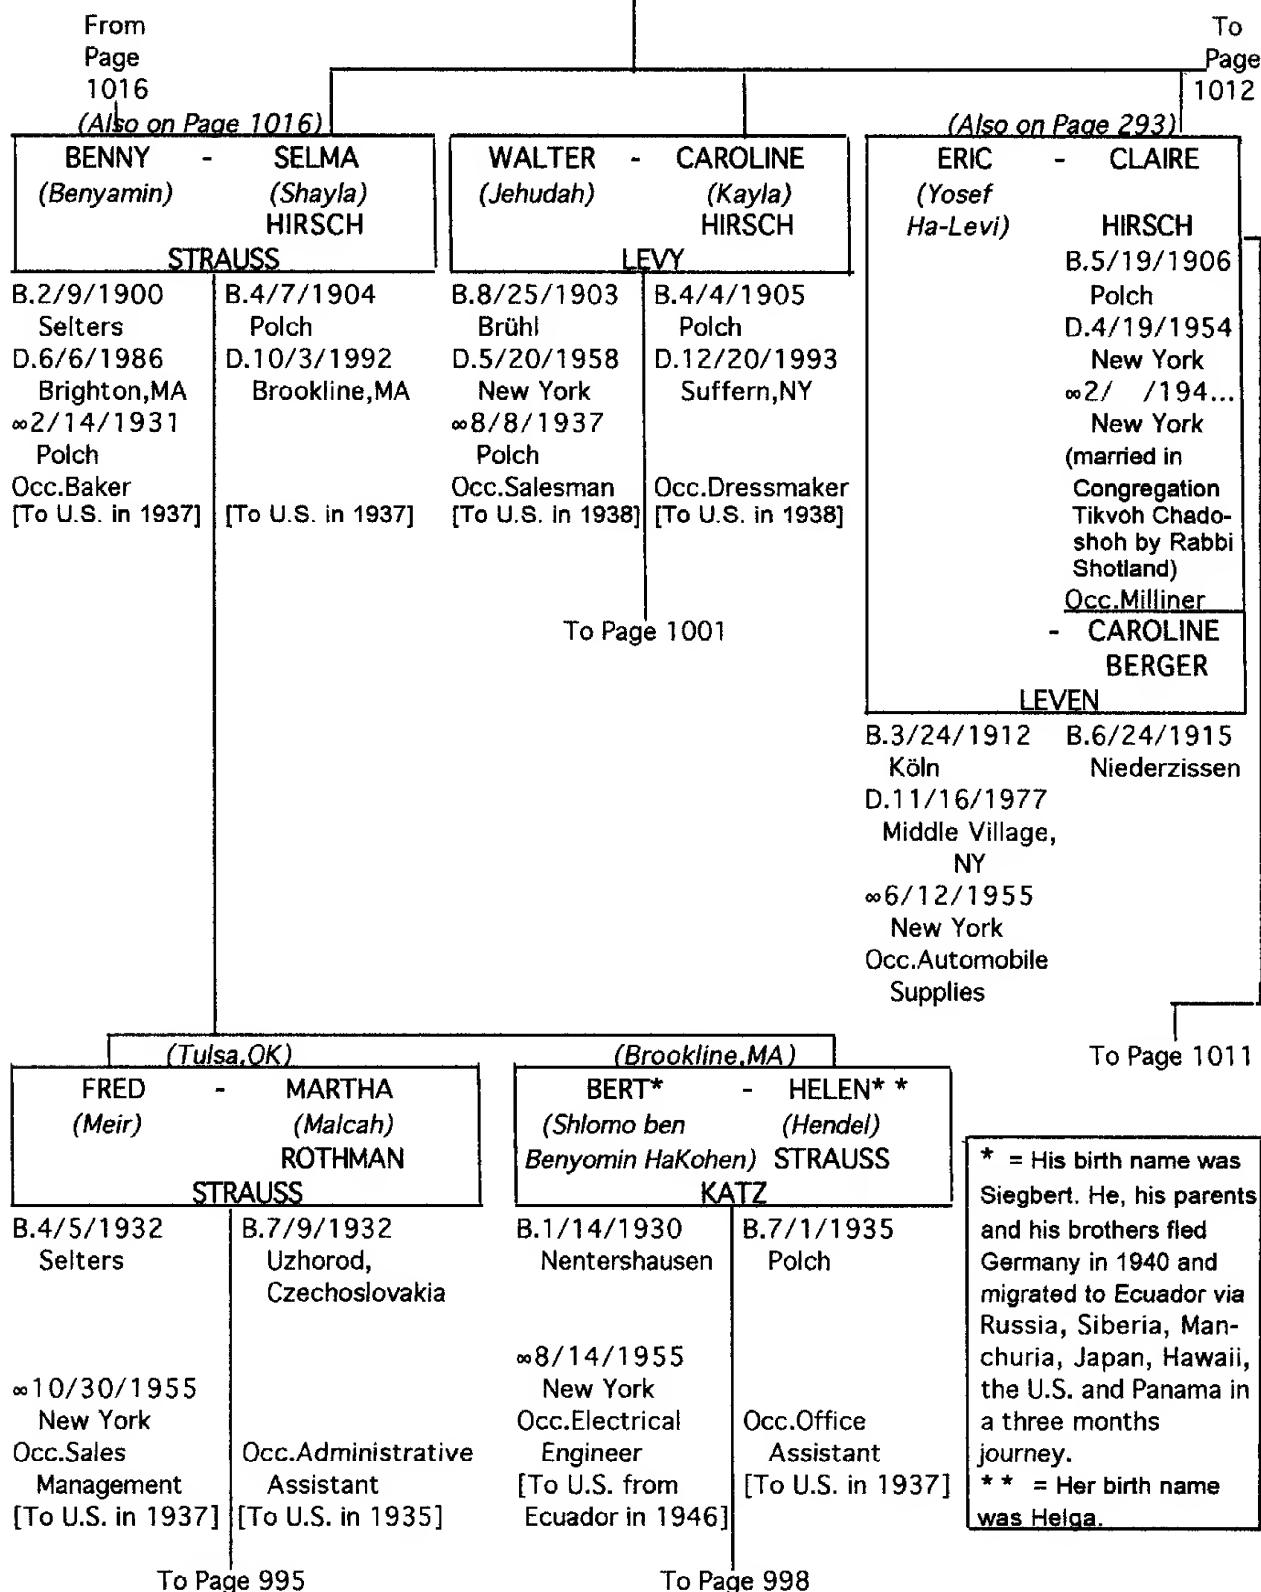 From
Page
1016
To
Page
1012
(Also on Page 1016)
BENNY - SELMA
(Benyamin) (Shayla)
HIRSCH
STRAUSS
B.2/9/1900 B.4/7/1904
Selters Polch
D.6/6/1986 D.10/3/1992
Brighton,MA Brookline,MA
∞2/14/1931
Polch
Occ.Baker
[To U.S. in 1937] [To U.S. in 1937]
WALTER - CAROLINE
(Jehudah) (Kayla)
HIRSCH
LEVY
B.8/25/1903 B.4/4/1905
Brühl Polch
D.5/20/1958 D.12/20/1993
New York Suffern,NY
∞8/8/1937
Polch
Occ.Salesman Occ.Dressmaker
[To U.S. in 1938] [To U.S. in 1938]
To Page 1001
(Also on Page 293)
ERIC - CLAIRE
(Yosef
Ha-Levi) HIRSCH
B.5/19/1906
Polch
D.4/19/1954
New York
∞2/ /194...
New York
(married in
Congregation
Tikvoh Chado-
shoh by Rabbi
Shotland)
Occ.Milliner
- CAROLINE
BERGER
LEVEN
B.3/24/1912 B.6/24/1915
Köln Niederzissen
D.11/16/1977
Middle Village,
NY
∞6/12/1955
New York
Occ.Automobile
Supplies
To Page 1011
(Tulsa,OK)
FRED - MARTHA
(Meir) (Malcah)
ROTHMAN
STRAUSS
B.4/5/1932 B.7/9/1932
Selters Uzhorod,
Czechoslovakia
∞10/30/1955
New York
Occ.Sales Occ.Administrative
Management Assistant
[To U.S. in 1937] [To U.S. in 1935]
To Page 995
(Brookline,MA)
BERT* - HELEN* *
(Shlomo ben (Hendel)
Benyomin HaKohen) STRAUSS
KATZ
B.1/14/1930 B.7/1/1935
Nentershausen Polch
∞8/14/1955
New York
Occ.Electrical Occ.Office
Engineer Assistant
[To U.S. from [To U.S. in 1937]
Ecuador in 1946]
To Page 998
* = His birth name was
Siegbert. He, his parents
and his brothers fled
Germany in 1940 and
migrated to Ecuador via
Russia, Siberia, Man-
churia, Japan, Hawaii,
the U.S. and Panama in
a three months
journey.
* * = Her birth name
was Helga.